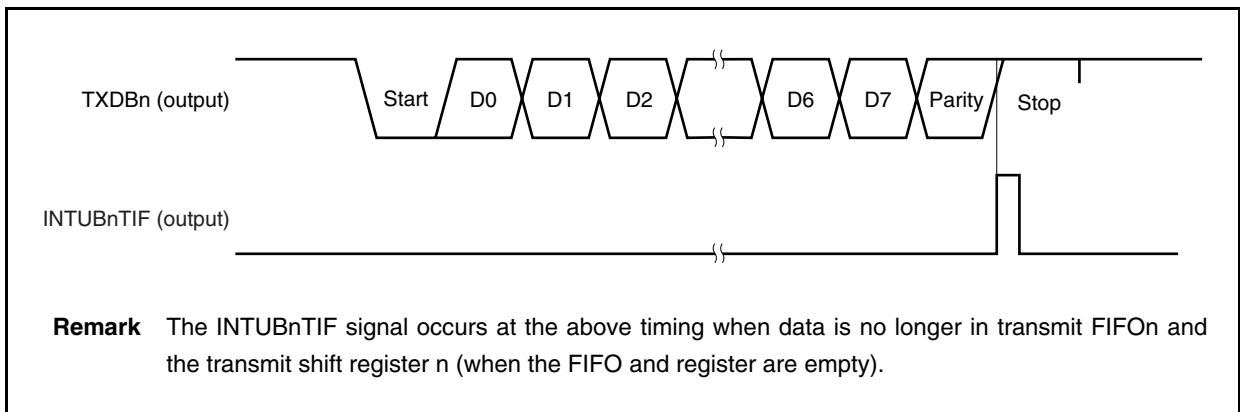 TXDBn (output)
Start D0 D1 D2 D6 D7 Parity Stop
INTUBnTIF (output)
Remark The INTUBnTIF signal occurs at the above timing when data is no longer in transmit FIFOn and
the transmit shift register n (when the FIFO and register are empty).